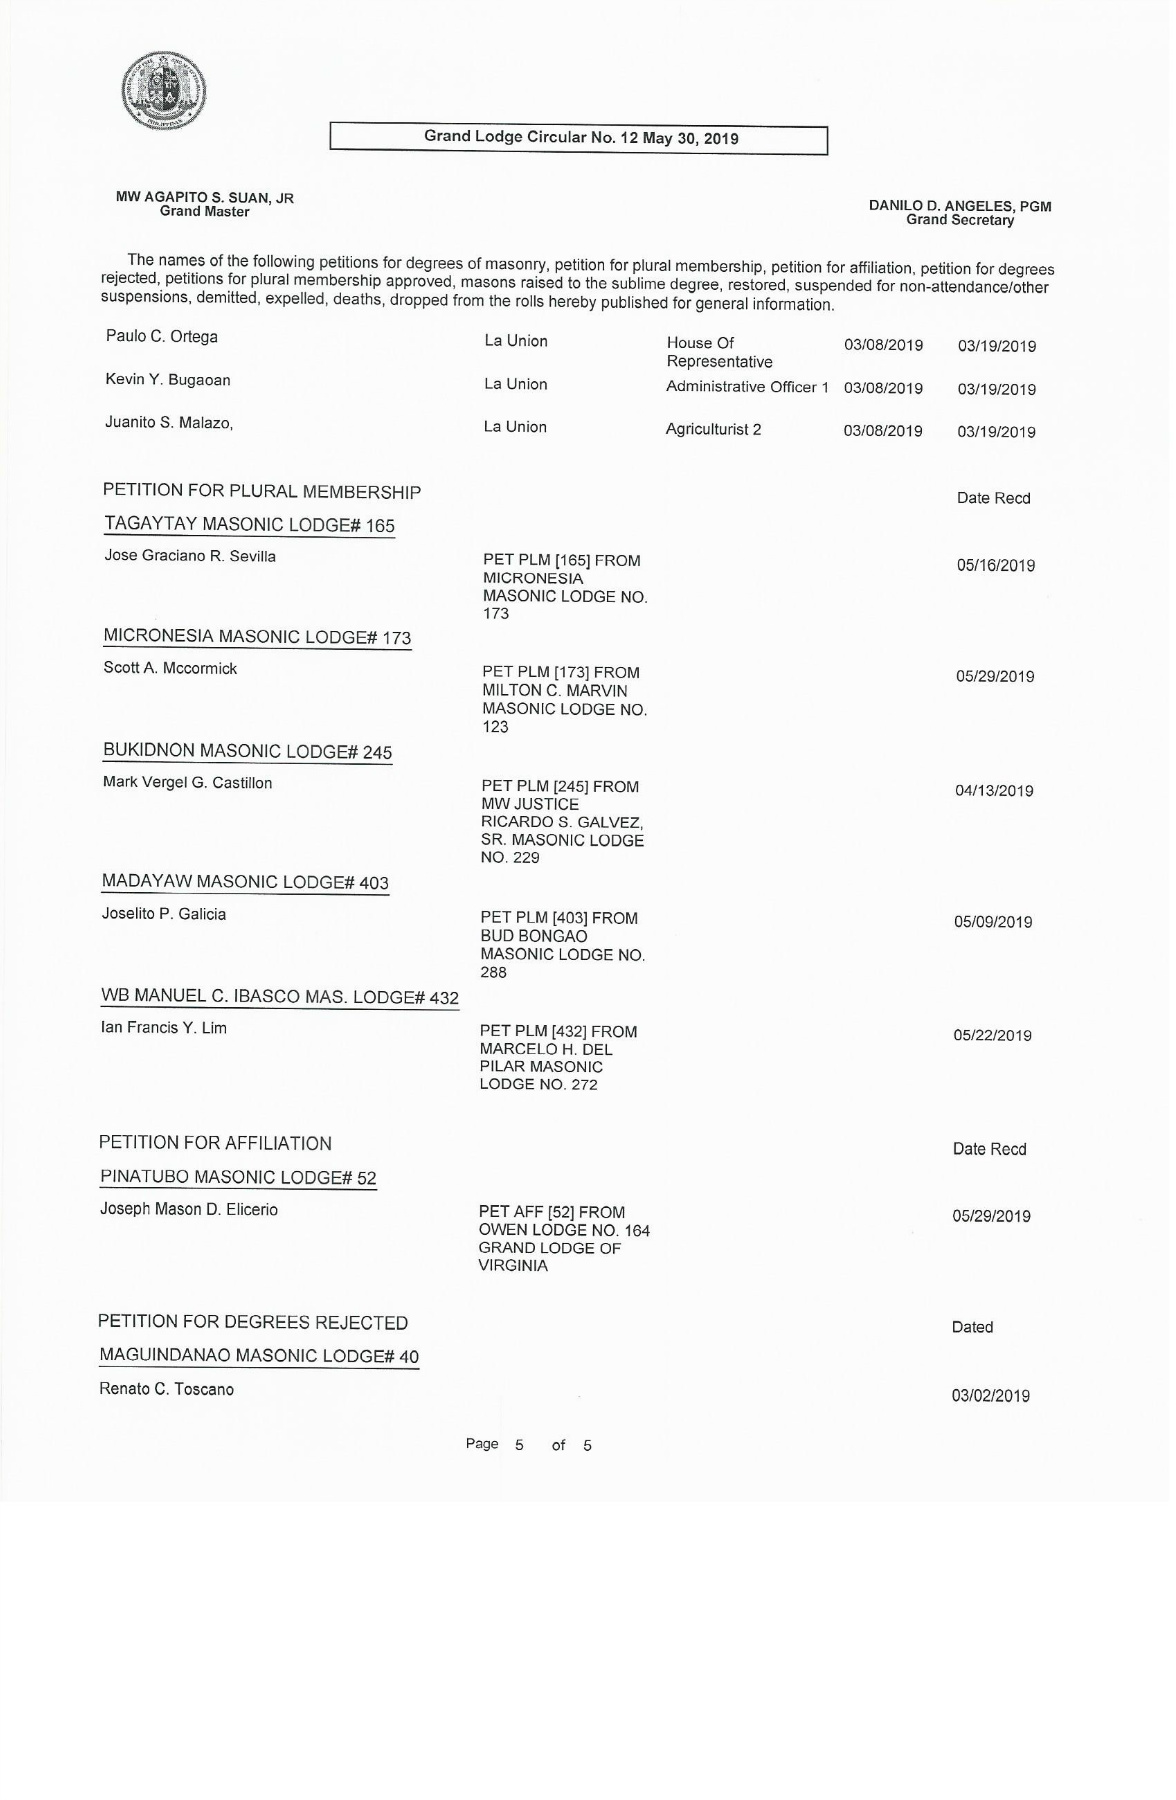 Grand Lodge Circular No. 12 May 30, 2019
MW AGAPITO S. SUAN, JR
Grand Master
DANILO D. ANGELES, PGM
Grand Secretary
The names of the following petitions for degrees of masonry, petition for plural membership, petition for affiliation, petition for degrees
rejected, petitions for plural membership approved, masons raised to the sublime degree, restored, suspended for non-attendance/other
suspensions, demitted, expelled, deaths, dropped from the rolls hereby published for general information.
Paulo C. Ortega La Union House Of 03/08/2019 03/19/2019
Representative
Kevin Y. Bugaoan La Union Administrative Officer 1 03/08/2019 03/19/2019
Juanito S. Malazo, La Union Agriculturist 2 03/08/2019 03/19/2019
PETITION FOR PLURAL MEMBERSHIP Date Recd
TAGAYTAY MASONIC LODGE# 165
Jose Graciano R. Sevilla PET PLM [165] FROM 05/16/2019
MICRONESIA
MASONIC LODGE NO.
173
MICRONESIA MASONIC LODGE# 173
Scott A. Mccormick PET PLM [173] FROM 05/29/2019
MILTON C. MARVIN
MASONIC LODGE NO.
123
BUKIDNON MASONIC LODGE# 245
Mark Vergel G. Castillon PET PLM [245] FROM 04/13/2019
MW JUSTICE
RICARDO S. GALVEZ,
SR. MASONIC LODGE
NO. 229
MADAYAW MASONIC LODGE# 403
Joselito P. Galicia PET PLM [403] FROM 05/09/2019
BUD BONGAO
MASONIC LODGE NO.
288
WB MANUEL C. IBASCO MAS. LODGE# 432
Ian Francis Y. Lim PET PLM [432] FROM 05/22/2019
MARCELO H. DEL
PILAR MASONIC
LODGE NO. 272
PETITION FOR AFFILIATION Date Recd
PINATUBO MASONIC LODGE# 52
Joseph Mason D. Elicerio PET AFF [52] FROM 05/29/2019
OWEN LODGE NO. 164
GRAND LODGE OF
VIRGINIA
PETITION FOR DEGREES REJECTED Dated
MAGUINDANAO MASONIC LODGE# 40
Renato C. Toscano 03/02/2019
Page 5 of 5